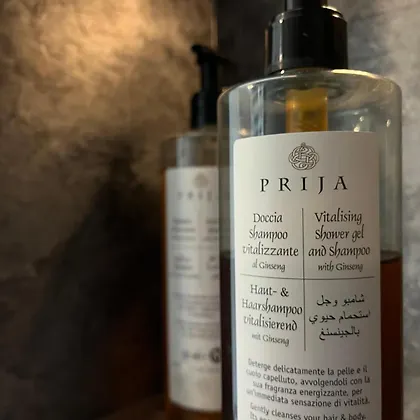 PRIJA
Doccia
Shampoo
vitalizzante
al Ginseng
Vitalising
Shower gel
and Shampoo
with Ginseng
Haut- &
Haarshampoo
vitalisierend
mit Ginseng
شامبو وجل
استحمام حيوي
بالجينسنغ
Deterge delicatamente la pelle e il
cuoio capelluto, avvolgendoli con la
sua fragranza energizzante, per
un'immediata sensazione di vitalità.
Gently cleanses your hair & body.
PRIJA